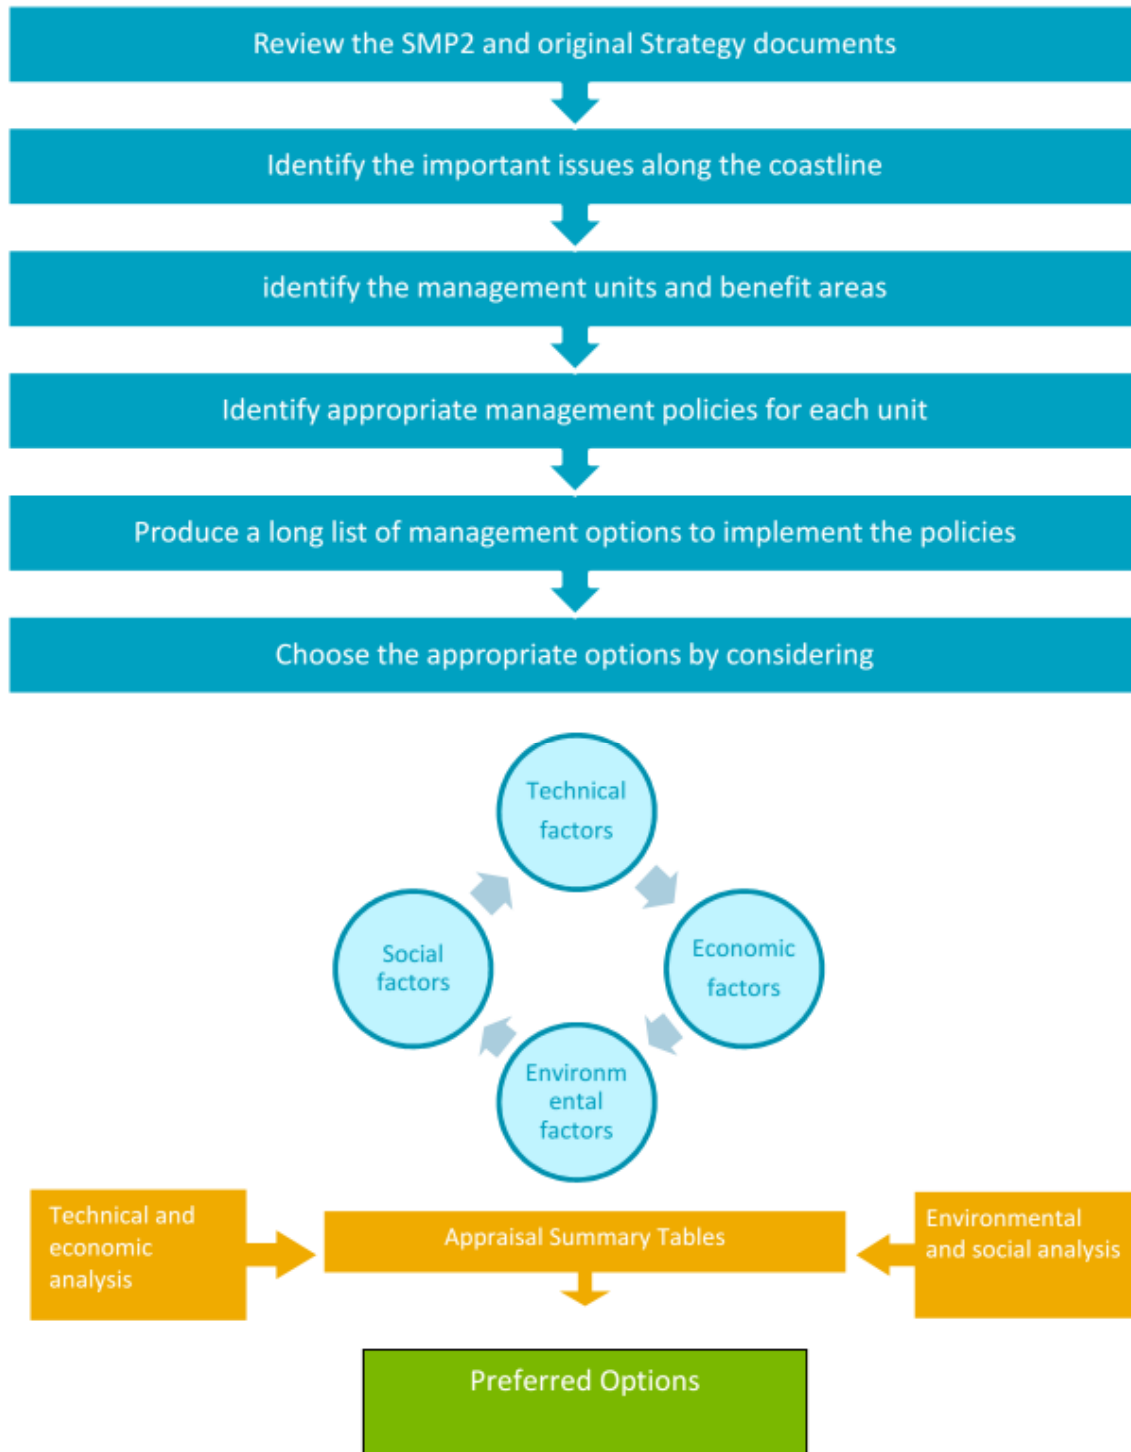 Review the SMP2 and original Strategy documents
Identify the important issues along the coastline
identify the management units and benefit areas
Identify appropriate management policies for each unit
Produce a long list of management options to implement the policies
Choose the appropriate options by considering
Technical
factors
Social
factors
Economic
factors
Environm
ental
factors
Technical and
economic
analysis
Appraisal Summary Tables
Environmental
and social analysis
Preferred Options